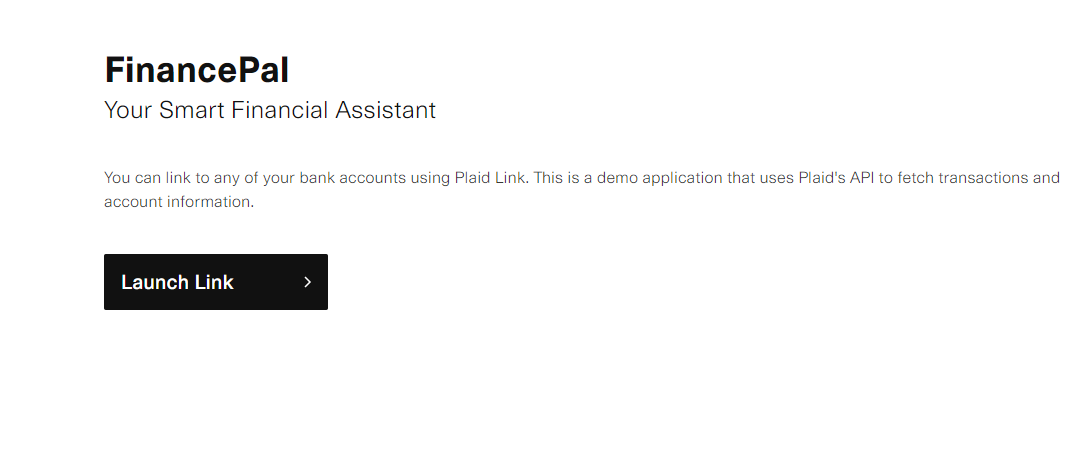 FinancePal
Your Smart Financial Assistant
You can link to any of your bank accounts using Plaid Link. This is a demo application that uses Plaid's API to fetch transactions and
account information.
Launch Link